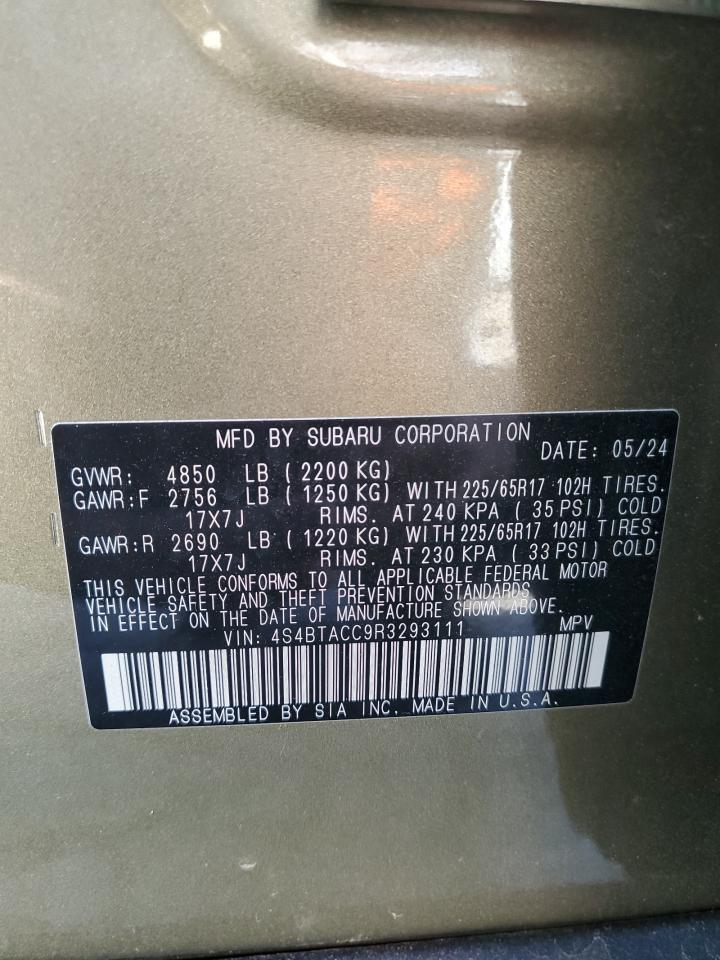 MFD BY SUBARU CORPORATION
DATE: 05/24
GVWR: 4850 LB ( 2200 KG)
GAWR:F 2756 LB ( 1250 KG) WITH 225/65R17 102H TIRES.
17X7J RIMS. AT 240 KPA ( 35 PSI) COLD
GAWR:R 2690 LB ( 1220 KG) WITH 225/65R17 102H TIRES.
17X7J RIMS. AT 230 KPA ( 33 PSI) COLD
THIS VEHICLE CONFORMS TO ALL APPLICABLE FEDERAL MOTOR
VEHICLE SAFETY AND THEFT PREVENTION STANDARDS
IN EFFECT ON THE DATE OF MANUFACTURE SHOWN ABOVE.
VIN: 4S4BTACC9R3293111 MPV
ASSEMBLED BY SIA INC. MADE IN U.S.A.